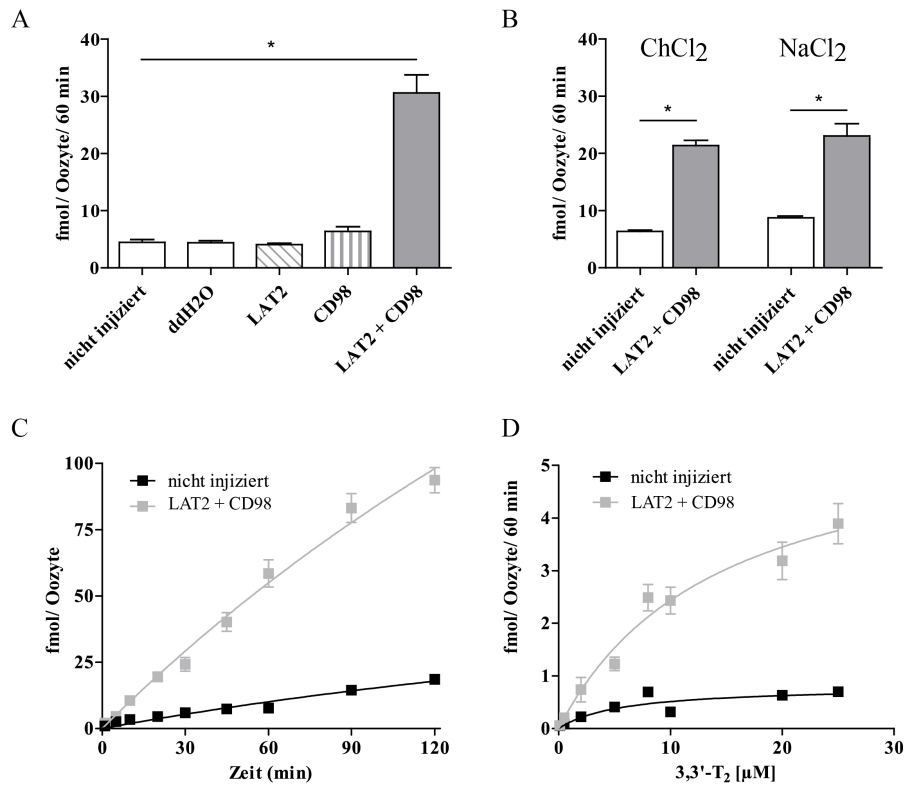 A
fmol/ Oozyte/ 60 min
40
30
20
10
0
*
nicht injiziert
ddH2O
LAT2
CD98
LAT2 + CD98
B
fmol/ Oozyte/ 60 min
40
30
20
10
0
ChCl2
NaCl2
*
*
nicht injiziert
LAT2 + CD98
nicht injiziert
LAT2 + CD98
C
fmol/ Oozyte
100
75
50
25
0
nicht injiziert
LAT2 + CD98
0
30
60
90
120
Zeit (min)
D
fmol/ Oozyte/ 60 min
5
4
3
2
1
0
nicht injiziert
LAT2 + CD98
0
10
20
30
3,3'-T2 [µM]